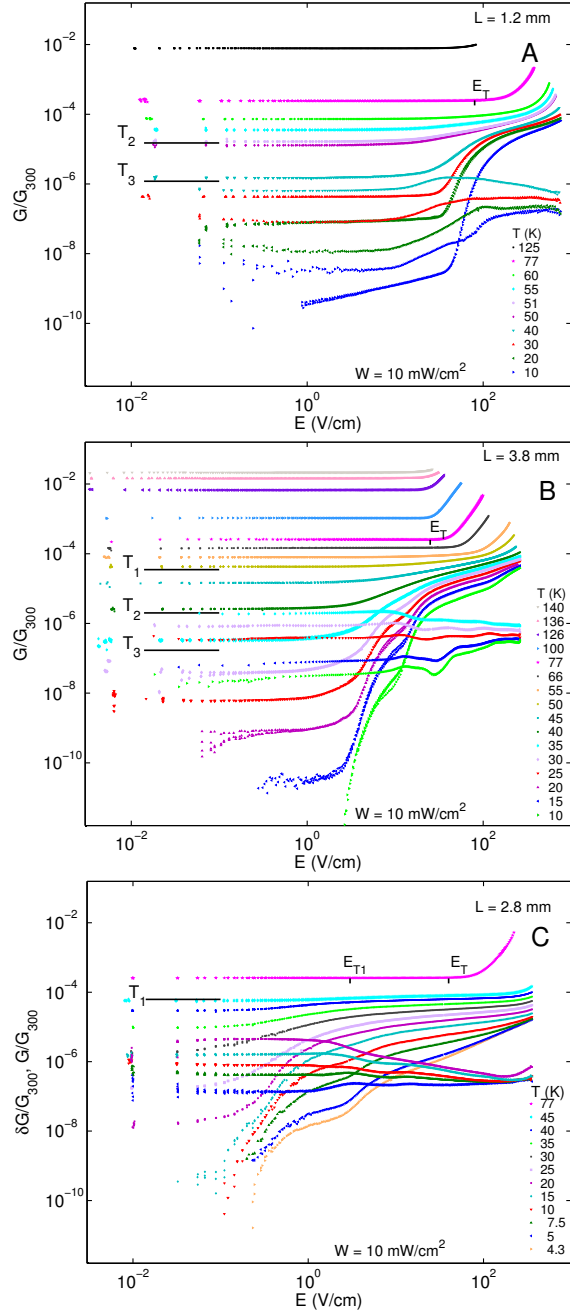 L = 1.2 mm
A
10^-2
10^-4
10^-6
10^-8
10^-10
G/G_300
E_T
T_2
T_3
T (K)
125
77
60
55
51
50
40
30
20
10
W = 10 mW/cm^2
10^-2
10^0
10^2
E (V/cm)
L = 3.8 mm
B
10^-2
10^-4
10^-6
10^-8
10^-10
G/G_300
E_T
T_1
T_2
T_3
T (K)
140
136
126
100
77
66
55
50
45
40
35
30
25
20
15
10
W = 10 mW/cm^2
10^-2
10^0
10^2
E (V/cm)
L = 2.8 mm
C
10^-2
10^-4
10^-6
10^-8
10^-10
δG/G_300, G/G_300
E_T1
E_T
T_1
T (K)
77
45
40
35
30
25
20
15
10
7.5
5
4.3
W = 10 mW/cm^2
10^-2
10^0
10^2
E (V/cm)